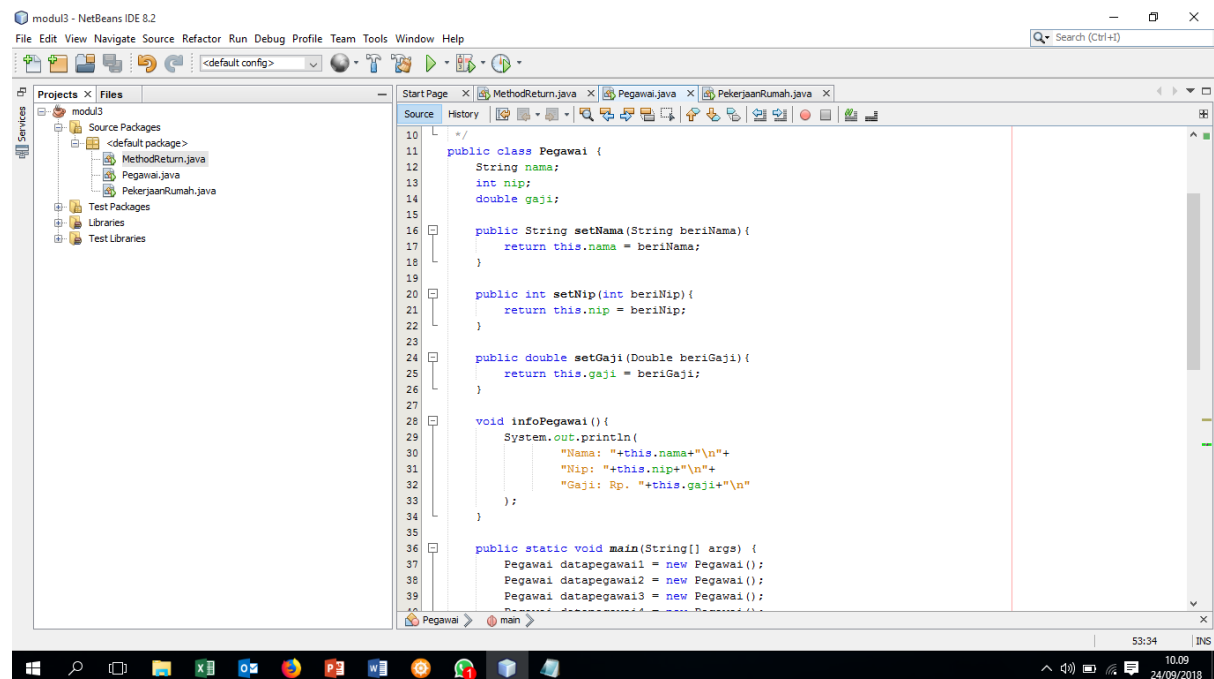 modul3 - NetBeans IDE 8.2
File Edit View Navigate Source Refactor Run Debug Profile Team Tools Window Help
Search (Ctrl+I)
<default config>
Projects Files
Start Page MethodReturn.java Pegawai.java PekerjaanRumah.java
Services
modul3
Source Packages
<default package>
MethodReturn.java
Pegawai.java
PekerjaanRumah.java
Test Packages
Libraries
Test Libraries
Source History
10 */
11 public class Pegawai {
12 String nama;
13 int nip;
14 double gaji;
15
16 public String setNama(String beriNama){
17 return this.nama = beriNama;
18 }
19
20 public int setNip(int beriNip){
21 return this.nip = beriNip;
22 }
23
24 public double setGaji(Double beriGaji){
25 return this.gaji = beriGaji;
26 }
27
28 void infoPegawai(){
29 System.out.println(
30 "Nama: "+this.nama+"\n"+
31 "Nip: "+this.nip+"\n"+
32 "Gaji: Rp. "+this.gaji+"\n"
33 );
34 }
35
36 public static void main(String[] args) {
37 Pegawai datapegawai1 = new Pegawai();
38 Pegawai datapegawai2 = new Pegawai();
39 Pegawai datapegawai3 = new Pegawai();
Pegawai main
53:34 INS
10.09
24/09/2018